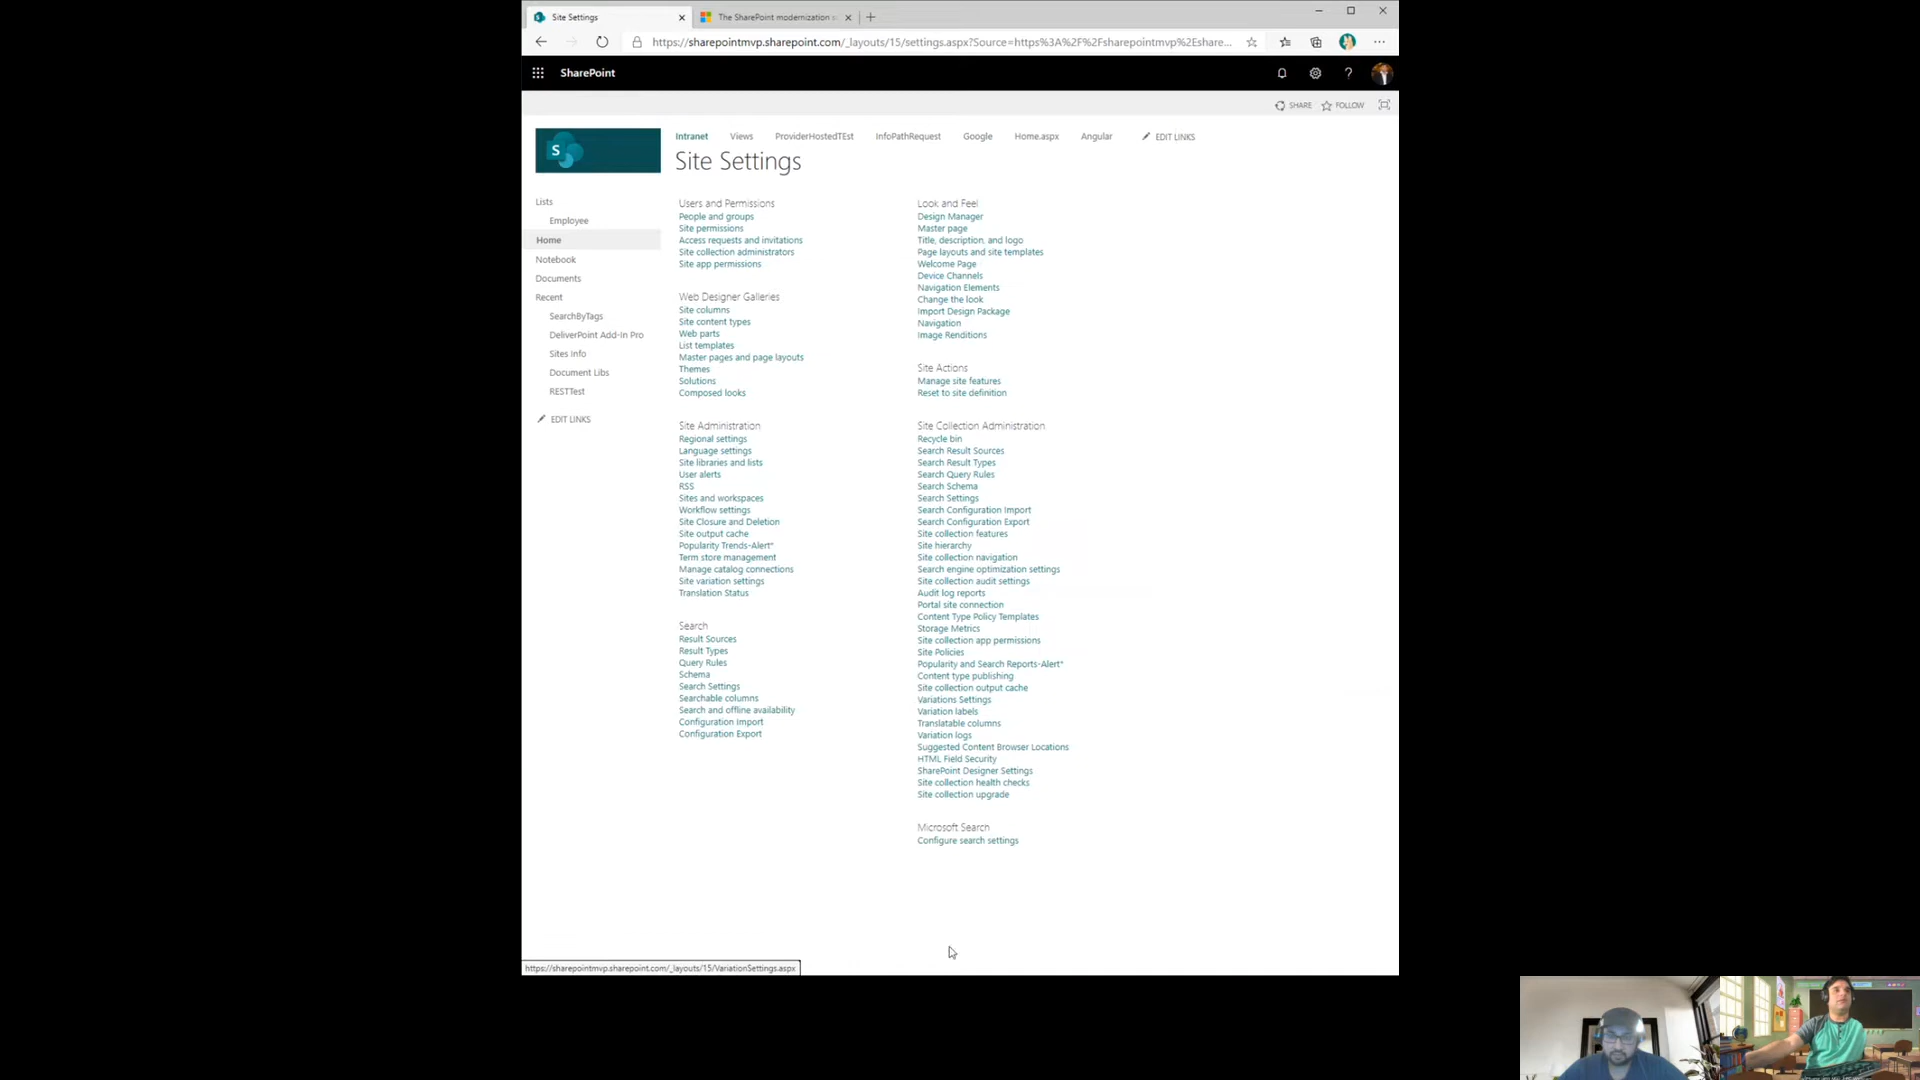 Site Settings
The SharePoint modernization
https://sharepointmvp.sharepoint.com/_layouts/15/settings.aspx?Source=https%3A%2F%2Fsharepointmvp%2Eshare...
SharePoint
SHARE
FOLLOW
S
Intranet
Views
ProviderHostedTEst
InfoPathRequest
Google
Home.aspx
Angular
EDIT LINKS
Site Settings
Lists
Employee
Home
Notebook
Documents
Recent
SearchByTags
DeliverPoint Add-In Pro
Sites Info
Document Libs
RESTTest
EDIT LINKS
Users and Permissions
People and groups
Site permissions
Access requests and invitations
Site collection administrators
Site app permissions
Web Designer Galleries
Site columns
Site content types
Web parts
List templates
Master pages and page layouts
Themes
Solutions
Composed looks
Site Administration
Regional settings
Language settings
Site libraries and lists
User alerts
RSS
Sites and workspaces
Workflow settings
Site Closure and Deletion
Site output cache
Popularity Trends-Alert*
Term store management
Manage catalog connections
Site variation settings
Translation Status
Search
Result Sources
Result Types
Query Rules
Schema
Search Settings
Searchable columns
Search and offline availability
Configuration Import
Configuration Export
Look and Feel
Design Manager
Master page
Title, description, and logo
Page layouts and site templates
Welcome Page
Device Channels
Navigation Elements
Change the look
Import Design Package
Navigation
Image Renditions
Site Actions
Manage site features
Reset to site definition
Site Collection Administration
Recycle bin
Search Result Sources
Search Result Types
Search Query Rules
Search Schema
Search Settings
Search Configuration Import
Search Configuration Export
Site collection features
Site hierarchy
Site collection navigation
Search engine optimization settings
Site collection audit settings
Audit log reports
Portal site connection
Content Type Policy Templates
Storage Metrics
Site collection app permissions
Site Policies
Popularity and Search Reports-Alert*
Content type publishing
Site collection output cache
Variations Settings
Variation labels
Translatable columns
Variation logs
Suggested Content Browser Locations
HTML Field Security
SharePoint Designer Settings
Site collection health checks
Site collection upgrade
Microsoft Search
Configure search settings
https://sharepointmvp.sharepoint.com/_layouts/15/VariationSettings.aspx